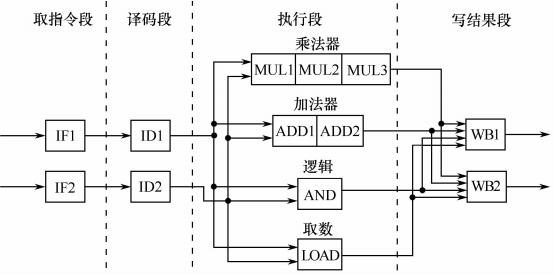 取指令段 译码段 执行段 写结果段
乘法器
MUL1 MUL2 MUL3
加法器
ADD1 ADD2
IF1 ID1 WB1
逻辑
IF2 ID2 AND WB2
取数
LOAD